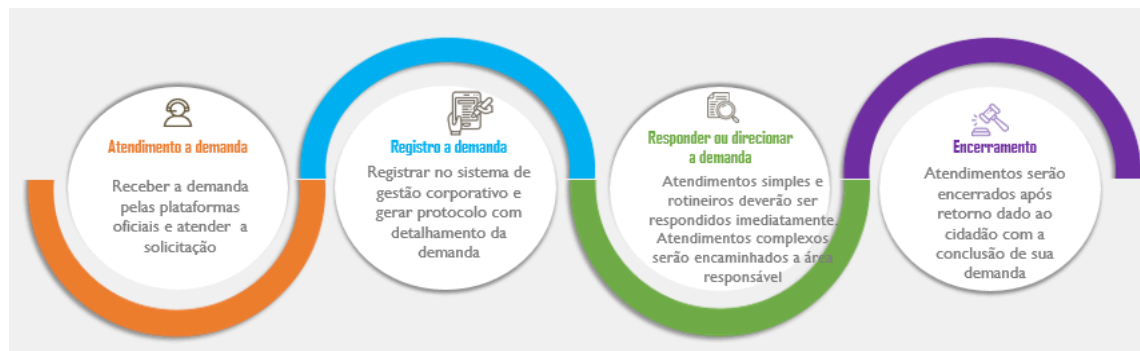 Atendimento a demanda
Receber a demanda
pelas plataformas
oficiais e atender a
solicitação
Registro a demanda
Registrar no sistema de
gestão corporativo e
gerar protocolo com
detalhamento da
demanda
Responder ou direcionar
a demanda
Atendimentos simples e
rotineiros deverão ser
respondidos imediatamente.
Atendimentos complexos
serão encaminhados a área
responsável
Encerramento
Atendimentos serão
encerrados após
retorno dado ao
cidadão com a
conclusão de sua
demanda